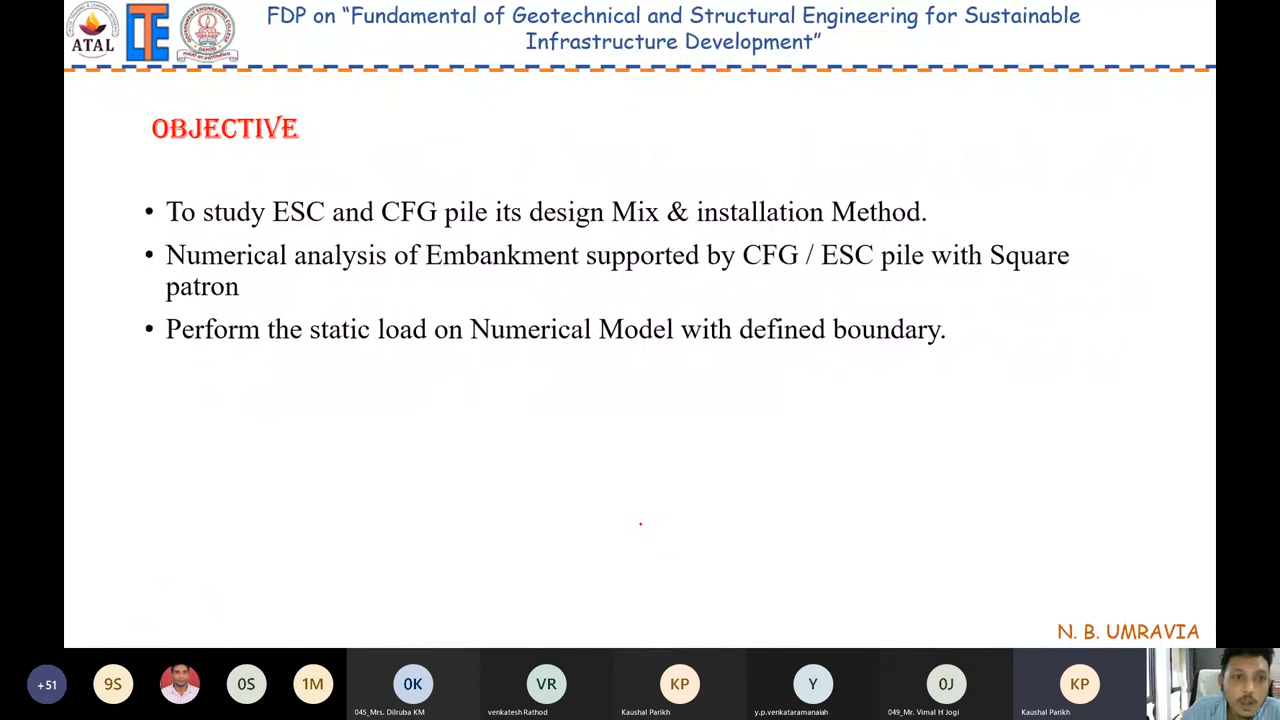 FDP on “Fundamental of Geotechnical and Structural Engineering for Sustainable
Infrastructure Development”
ATAL
OBJECTIVE
• To study ESC and CFG pile its design Mix & installation Method.
• Numerical analysis of Embankment supported by CFG / ESC pile with Square
patron
• Perform the static load on Numerical Model with defined boundary.
N. B. UMRAVIA
+51
9S
0S
1M
0K
VR
KP
Y
0J
KP
045_Mrs. Dilruba KM
venkatesh Rathod
Kaushal Parikh
y.p.venkataramanaiah
049_Mr. Vimal H Jogi
Kaushal Parikh